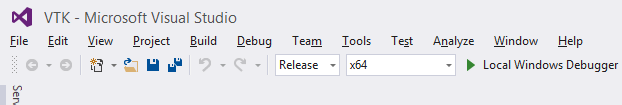 VTK - Microsoft Visual Studio
File Edit View Project Build Debug Team Tools Test Analyze Window Help
Release x64 Local Windows Debugger
Serv